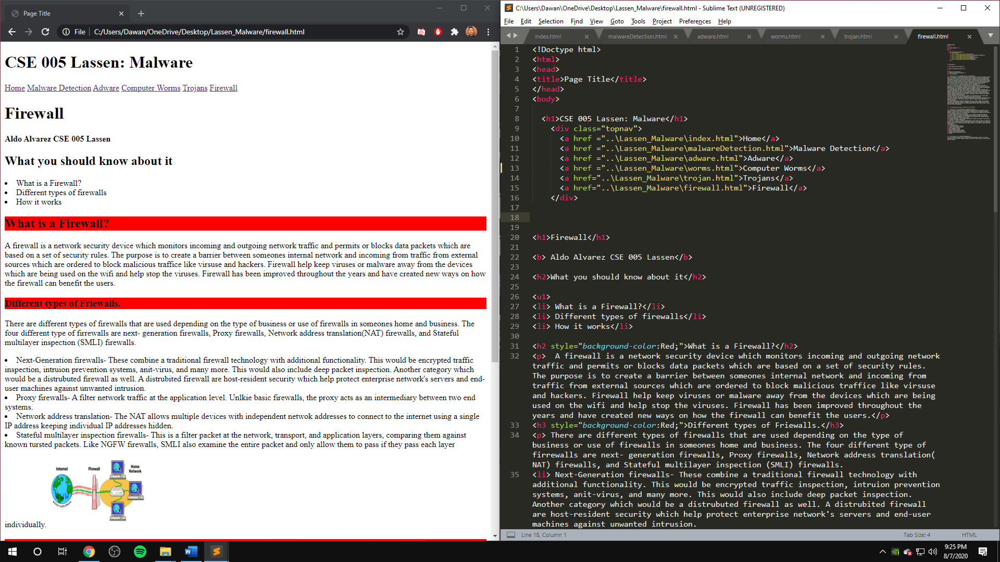 Page Title
File C:/Users/Dawan/OneDrive/Desktop/Lassen_Malware/firewall.html
CSE 005 Lassen: Malware
Home Malware Detection Adware Computer Worms Trojans Firewall
Firewall
Aldo Alvarez CSE 005 Lassen
What you should know about it
• What is a Firewall?
• Different types of firewalls
• How it works
What is a Firewall?
A firewall is a network security device which monitors incoming and outgoing network traffic and permits or blocks data packets which are
based on a set of security rules. The purpose is to create a barrier between someones internal network and incoming from traffic from external
sources which are ordered to block malicious traffice like virsuse and hackers. Firewall help keep viruses or malware away from the devices
which are being used on the wifi and help stop the viruses. Firewall has been improved throughout the years and have created new ways on how
the firewall can benefit the users.
Different types of Friewalls.
There are different types of firewalls that are used depending on the type of business or use of firewalls in someones home and business. The
four different type of firrewalls are next- generation firewalls, Proxy firewalls, Network address translation(NAT) firewalls, and Stateful
multilayer inspection (SMLI) firewalls.
• Next-Generation firewalls- These combine a traditional firewall technology with additional functionality. This would be encrypted traffic
inspection, intruion prevention systems, anit-virus, and many more. This would also include deep packet inspection. Another category which
would be a distrubuted firewall as well. A distrubited firewall are host-resident security which help protect enterprise network's servers and end-
user machines against unwanted intrusion.
• Proxy firewalls- A filter network traffic at the application level. Unlkie basic firewalls, the proxy acts as an intermediary between two end
systems.
• Network address translation- The NAT allows multiple devices with independent netwok addresses to connect to the internet using a single
IP address keeping individual IP addresses hidden.
• Stateful multilayer inspection firewalls- This is a filter packet at the network, transport, and application layers, comparing them against
known tursted packets. Like NGFW firewalls, SMLI also examine the entire packet and only allow them to pass if they pass each layer
Internet Firewall Home
Network
individually.
C:\Users\Dawan\OneDrive\Desktop\Lassen_Malware\firewall.html - Sublime Text (UNREGISTERED)
File Edit Selection Find View Goto Tools Project Preferences Help
index.html malwareDetection.html adware.html worms.html trojan.html firewall.html
1 <!Doctype html>
2 <html>
3 <head>
4 <title>Page Title</title>
5 </head>
6 <body>
7
8 <h1>CSE 005 Lassen: Malware</h1>
9 <div class="topnav">
10 <a href ="..\Lassen_Malware\index.html">Home</a>
11 <a href ="..\Lassen_Malware\malwareDetection.html">Malware Detection</a>
12 <a href ="..\Lassen_Malware\adware.html">Adware</a>
13 <a href ="..\Lassen_Malware\worms.html">Computer Worms</a>
14 <a href="..\Lassen_Malware\trojan.html">Trojans</a>
15 <a href="..\Lassen_Malware\firewall.html">Firewall</a>
16 </div>
17
18
19
20 <h1>Firewall</h1>
21
22 <b> Aldo Alvarez CSE 005 Lassen</b>
23
24 <h2>What you should know about it</h2>
25
26 <u1>
27 <li> What is a Firewall?</li>
28 <li> Different types of firewalls</li>
29 <li> How it works</li>
30
31 <h2 style="background-color:Red;">What is a Firewall?</h2>
32 <p> A firewall is a network security device which monitors incoming and outgoing network
traffic and permits or blocks data packets which are based on a set of security rules.
The purpose is to create a barrier between someones internal network and incoming from
traffic from external sources which are ordered to block malicious traffice like virsuse
and hackers. Firewall help keep viruses or malware away from the devices which are being
used on the wifi and help stop the viruses. Firewall has been improved throughout the
years and have created new ways on how the firewall can benefit the users.</p>
33 <h3 style="background-color:Red;">Different types of Friewalls.</h3>
34 <p> There are different types of firewalls that are used depending on the type of
business or use of firewalls in someones home and business. The four different type of
firrewalls are next- generation firewalls, Proxy firewalls, Network address translation(
NAT) firewalls, and Stateful multilayer inspection (SMLI) firewalls.
35 <li> Next-Generation firewalls- These combine a traditional firewall technology with
additional functionality. This would be encrypted traffic inspection, intruion prevention
systems, anit-virus, and many more. This would also include deep packet inspection.
Another category which would be a distrubuted firewall as well. A distrubited firewall
are host-resident security which help protect enterprise network's servers and end-user
machines against unwanted intrusion.
Line 18, Column 1 Tab Size: 4 HTML
9:25 PM
8/7/2020